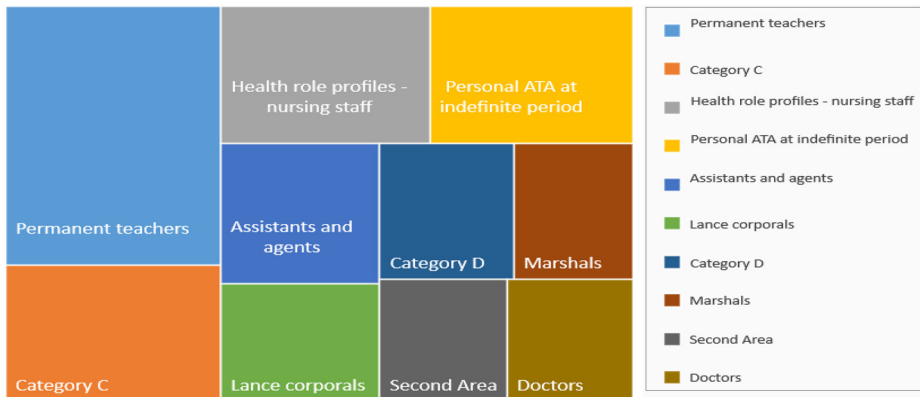 Health role profiles -
nursing staff
Personal ATA at
indefinite period
Permanent teachers
Assistants and
agents
Category D
Marshals
Category C
Lance corporals
Second Area
Doctors
Permanent teachers
Category C
Health role profiles - nursing staff
Personal ATA at indefinite period
Assistants and agents
Lance corporals
Category D
Marshals
Second Area
Doctors